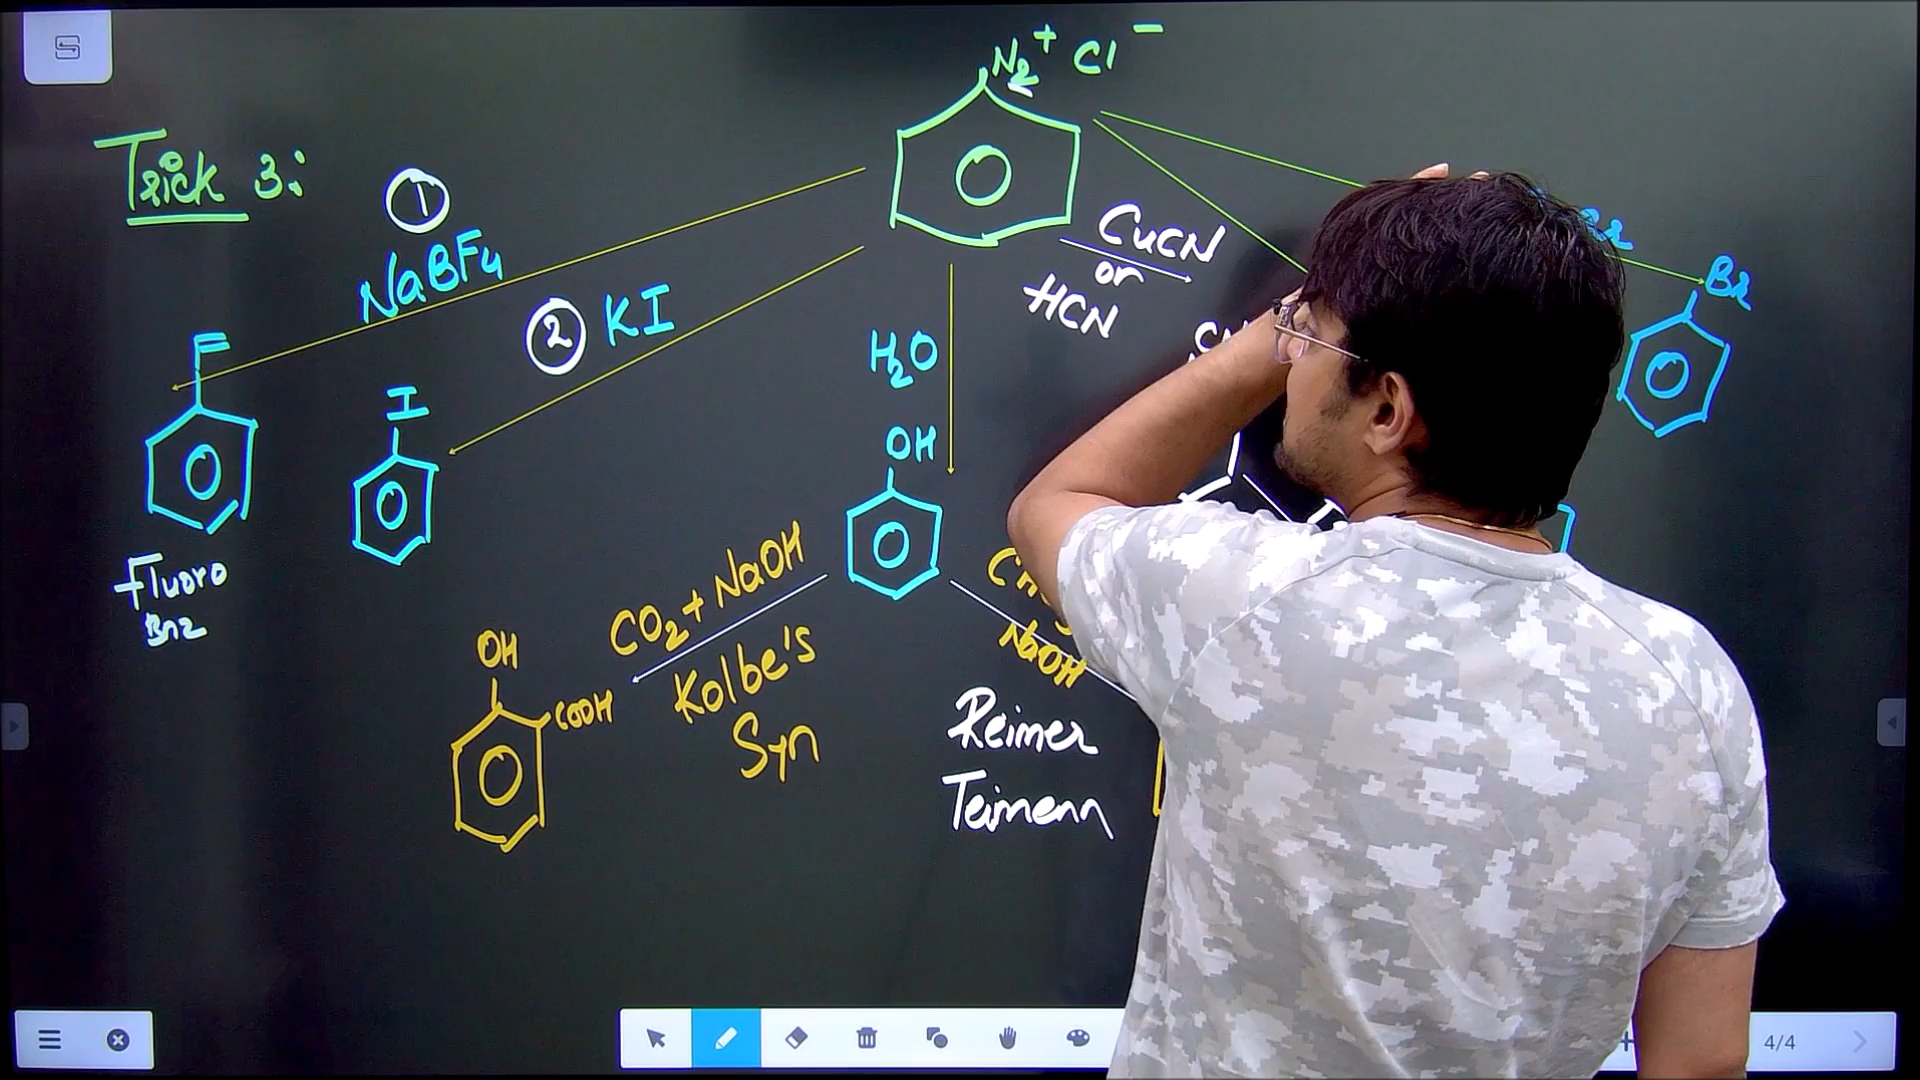 N2+ Cl-
Trick 3:
1
NaBF4
2 KI
CuCN
or
HCN
Br
F
I
H2O
OH
Fluoro
Bnz
CO2 + NaOH
Kolbe's
Syn
NaOH
OH
COOH
Reimer
Teimenn
4/4